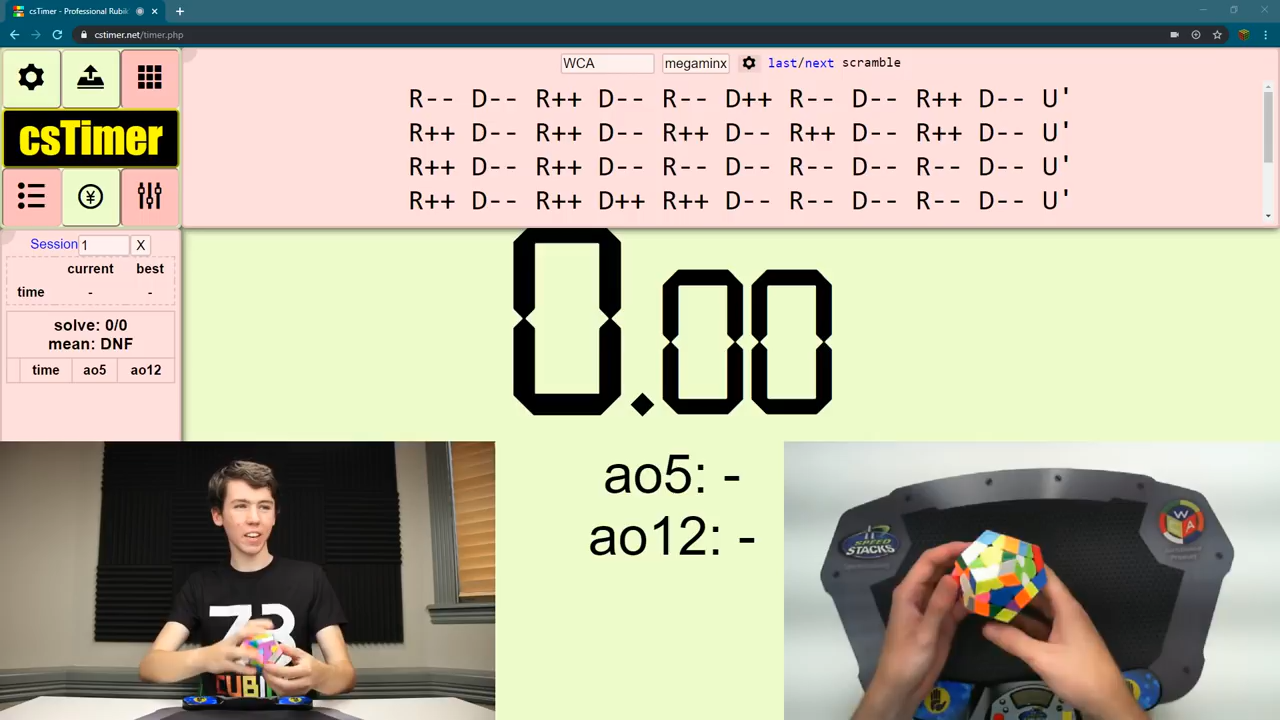 csTimer - Professional Rubik
cstimer.net/timer.php
WCA megaminx last/next scramble
R-- D-- R++ D-- R-- D++ R-- D-- R++ D-- U'
R++ D-- R++ D-- R++ D-- R++ D-- R++ D-- U'
R++ D-- R++ D-- R-- D-- R-- D-- R-- D-- U'
R++ D-- R++ D++ R++ D-- R-- D-- R-- D-- U'
csTimer
Session 1 X
current best
time - -
solve: 0/0
mean: DNF
time ao5 ao12
0.00
ao5: -
ao12: -
Z3
CUBIN
SPEED
STACKS
W
A